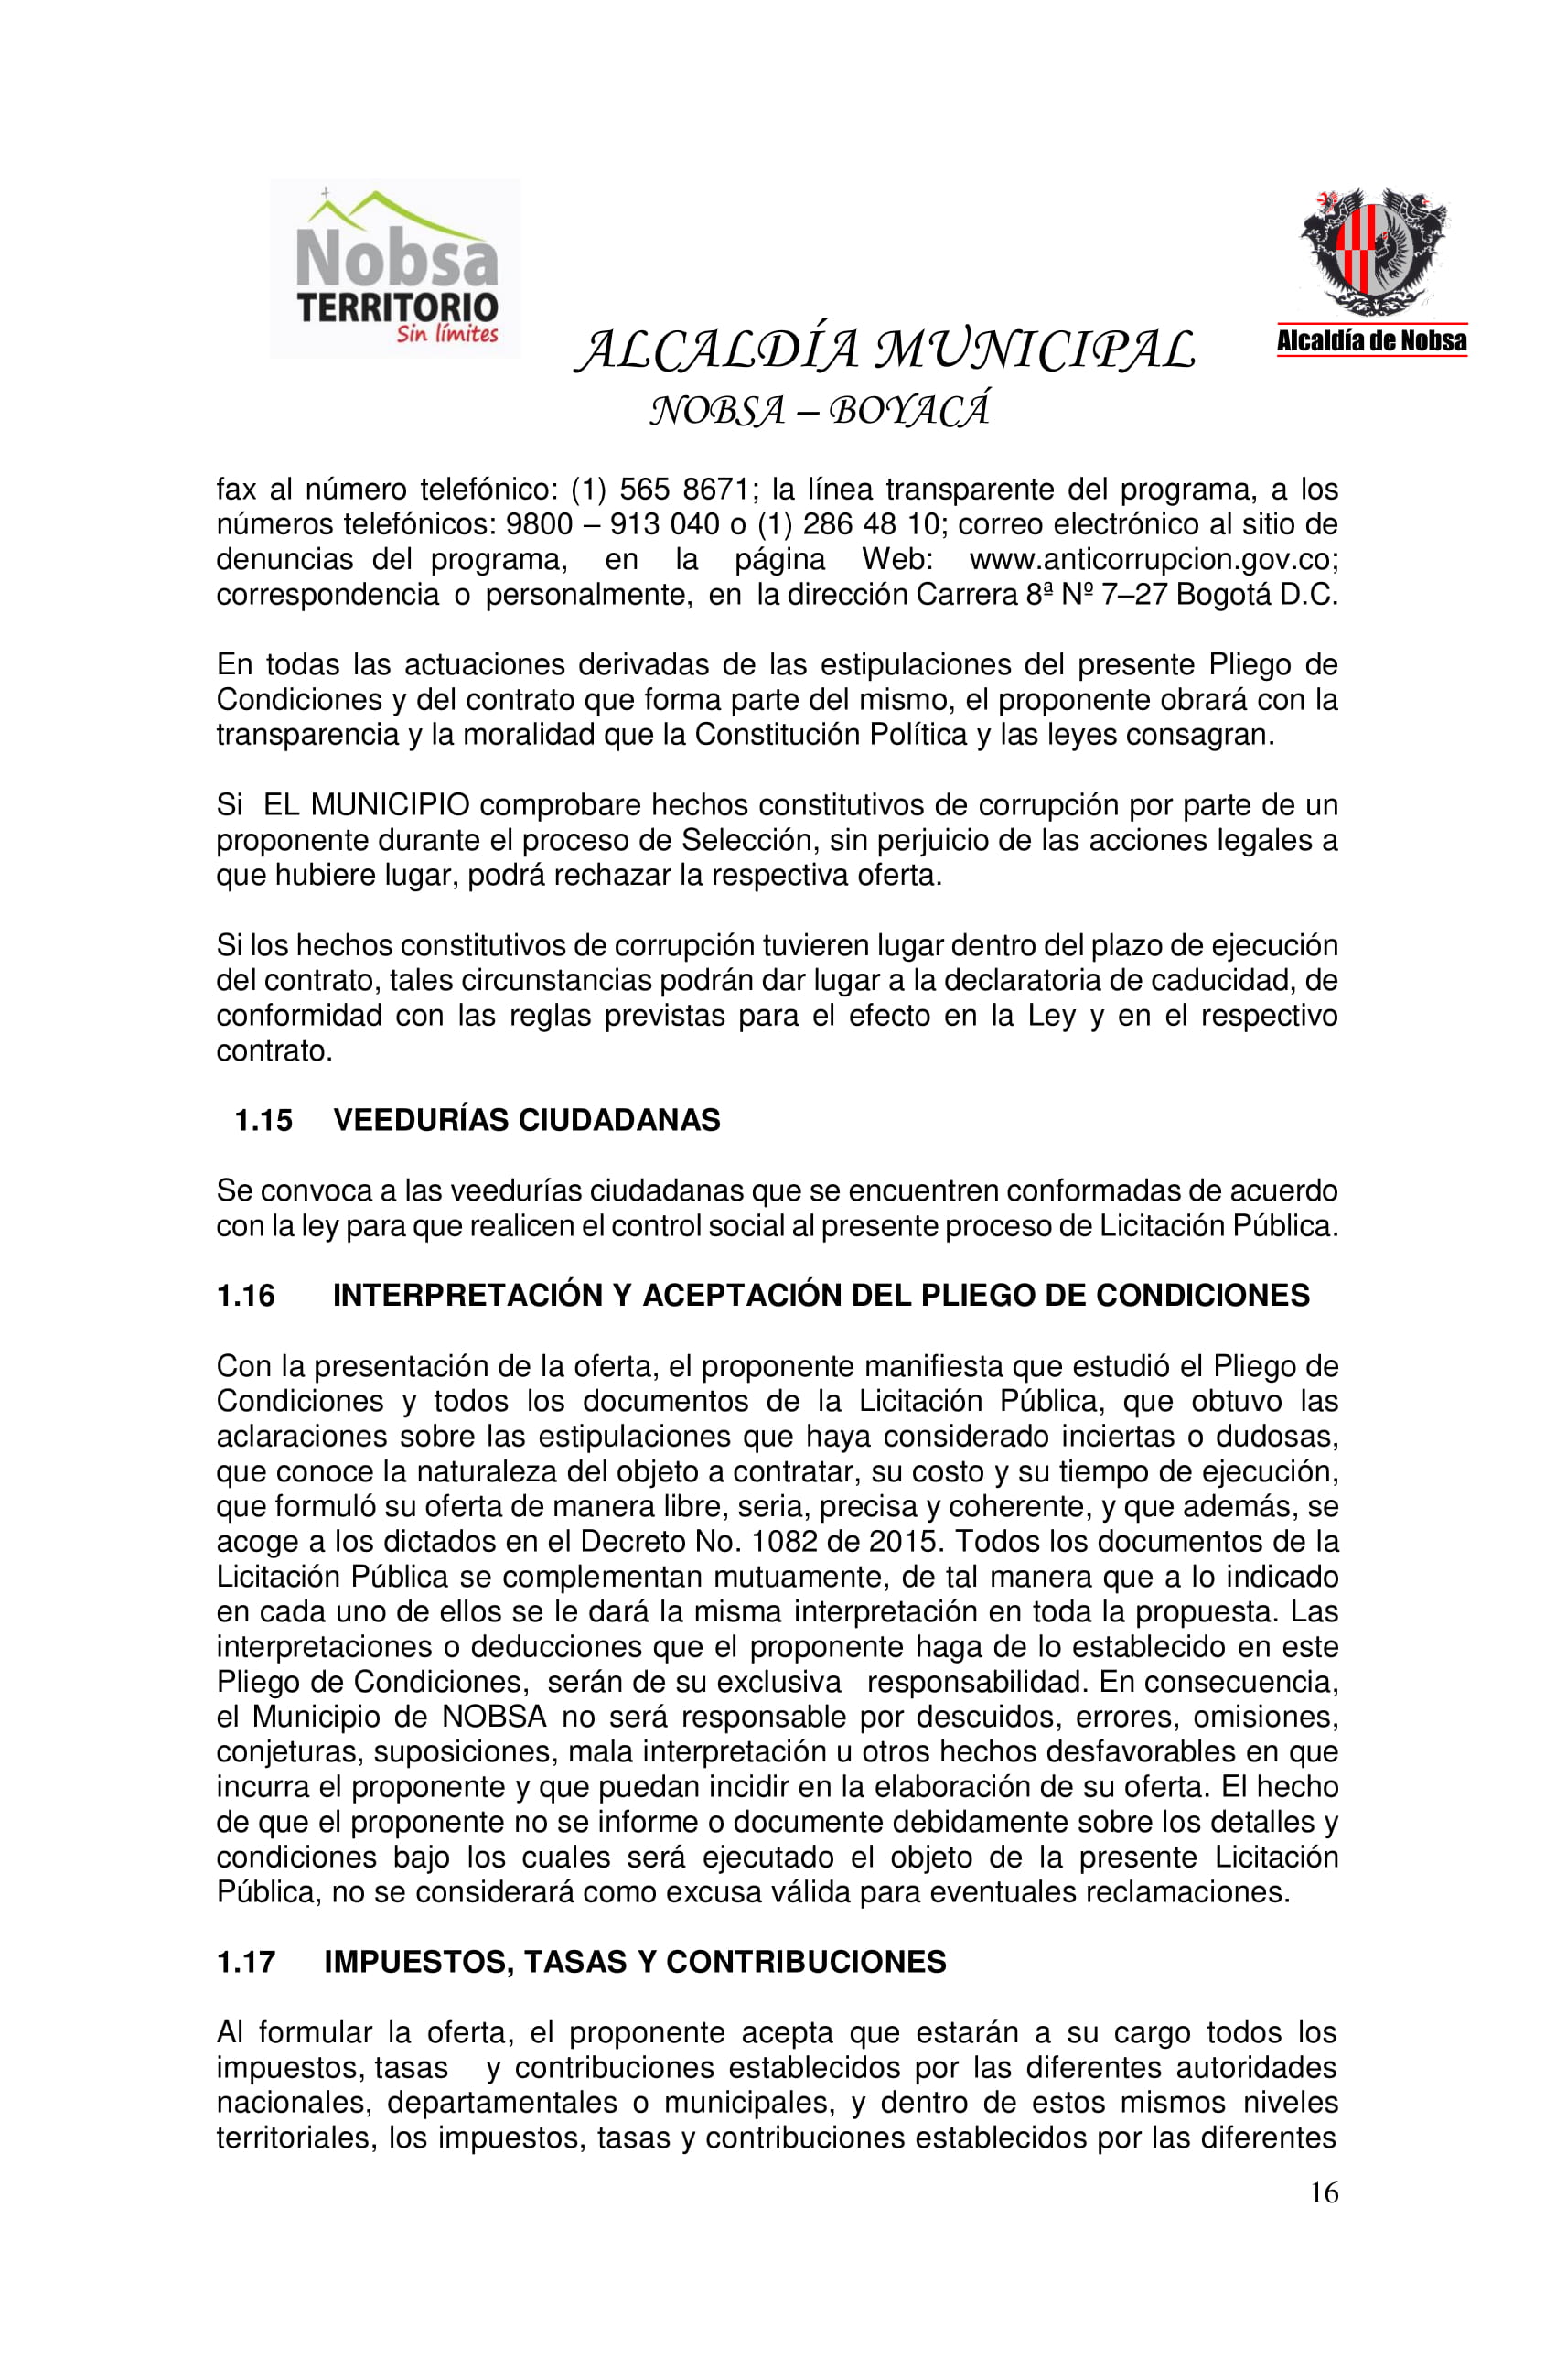 Nobsa
TERRITORIO
Sin límites
Alcaldía de Nobsa
ALCALDÍA MUNICIPAL
NOBSA – BOYACÁ
fax al número telefónico: (1) 565 8671; la línea transparente del programa, a los
números telefónicos: 9800 – 913 040 o (1) 286 48 10; correo electrónico al sitio de
denuncias del programa, en la página Web: www.anticorrupcion.gov.co;
correspondencia o personalmente, en la dirección Carrera 8ª Nº 7–27 Bogotá D.C.
En todas las actuaciones derivadas de las estipulaciones del presente Pliego de
Condiciones y del contrato que forma parte del mismo, el proponente obrará con la
transparencia y la moralidad que la Constitución Política y las leyes consagran.
Si EL MUNICIPIO comprobare hechos constitutivos de corrupción por parte de un
proponente durante el proceso de Selección, sin perjuicio de las acciones legales a
que hubiere lugar, podrá rechazar la respectiva oferta.
Si los hechos constitutivos de corrupción tuvieren lugar dentro del plazo de ejecución
del contrato, tales circunstancias podrán dar lugar a la declaratoria de caducidad, de
conformidad con las reglas previstas para el efecto en la Ley y en el respectivo
contrato.
1.15 VEEDURÍAS CIUDADANAS
Se convoca a las veedurías ciudadanas que se encuentren conformadas de acuerdo
con la ley para que realicen el control social al presente proceso de Licitación Pública.
1.16 INTERPRETACIÓN Y ACEPTACIÓN DEL PLIEGO DE CONDICIONES
Con la presentación de la oferta, el proponente manifiesta que estudió el Pliego de
Condiciones y todos los documentos de la Licitación Pública, que obtuvo las
aclaraciones sobre las estipulaciones que haya considerado inciertas o dudosas,
que conoce la naturaleza del objeto a contratar, su costo y su tiempo de ejecución,
que formuló su oferta de manera libre, seria, precisa y coherente, y que además, se
acoge a los dictados en el Decreto No. 1082 de 2015. Todos los documentos de la
Licitación Pública se complementan mutuamente, de tal manera que a lo indicado
en cada uno de ellos se le dará la misma interpretación en toda la propuesta. Las
interpretaciones o deducciones que el proponente haga de lo establecido en este
Pliego de Condiciones, serán de su exclusiva responsabilidad. En consecuencia,
el Municipio de NOBSA no será responsable por descuidos, errores, omisiones,
conjeturas, suposiciones, mala interpretación u otros hechos desfavorables en que
incurra el proponente y que puedan incidir en la elaboración de su oferta. El hecho
de que el proponente no se informe o documente debidamente sobre los detalles y
condiciones bajo los cuales será ejecutado el objeto de la presente Licitación
Pública, no se considerará como excusa válida para eventuales reclamaciones.
1.17 IMPUESTOS, TASAS Y CONTRIBUCIONES
Al formular la oferta, el proponente acepta que estarán a su cargo todos los
impuestos, tasas y contribuciones establecidos por las diferentes autoridades
nacionales, departamentales o municipales, y dentro de estos mismos niveles
territoriales, los impuestos, tasas y contribuciones establecidos por las diferentes
16